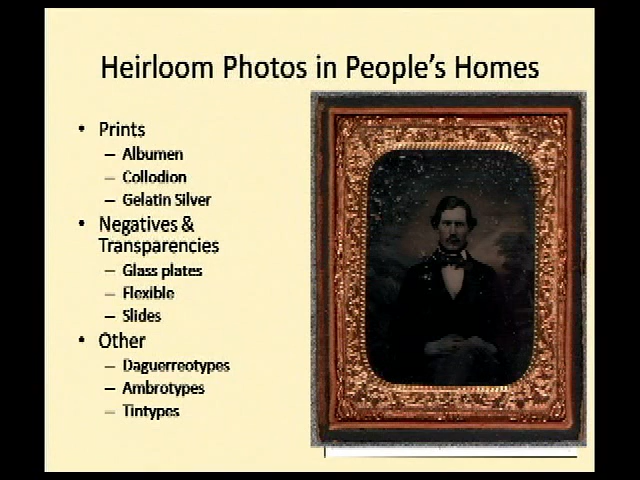 Heirloom Photos in People's Homes
• Prints
– Albumen
– Collodion
– Gelatin Silver
• Negatives &
Transparencies
– Glass plates
– Flexible
– Slides
• Other
– Daguerreotypes
– Ambrotypes
– Tintypes